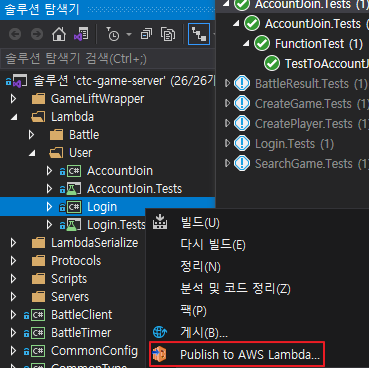 솔루션 탐색기
솔루션 탐색기 검색(Ctrl+;)
솔루션 'ctc-game-server' (26/26
GameLiftWrapper
Lambda
Battle
User
AccountJoin
AccountJoin.Tests
Login
Login.Tests
LambdaSerialize
Protocols
Scripts
Servers
BattleClient
BattleTimer
CommonConfig
AccountJoin.Tests (1)
AccountJoin.Tests
FunctionTest (1)
TestToAccountJ
BattleResult.Tests (1)
CreateGame.Tests (1)
CreatePlayer.Tests (1)
Login.Tests (1)
SearchGame.Tests (1)
빌드(U)
다시 빌드(E)
정리(N)
분석 및 코드 정리(Z)
팩(P)
게시(B)...
Publish to AWS Lambda...